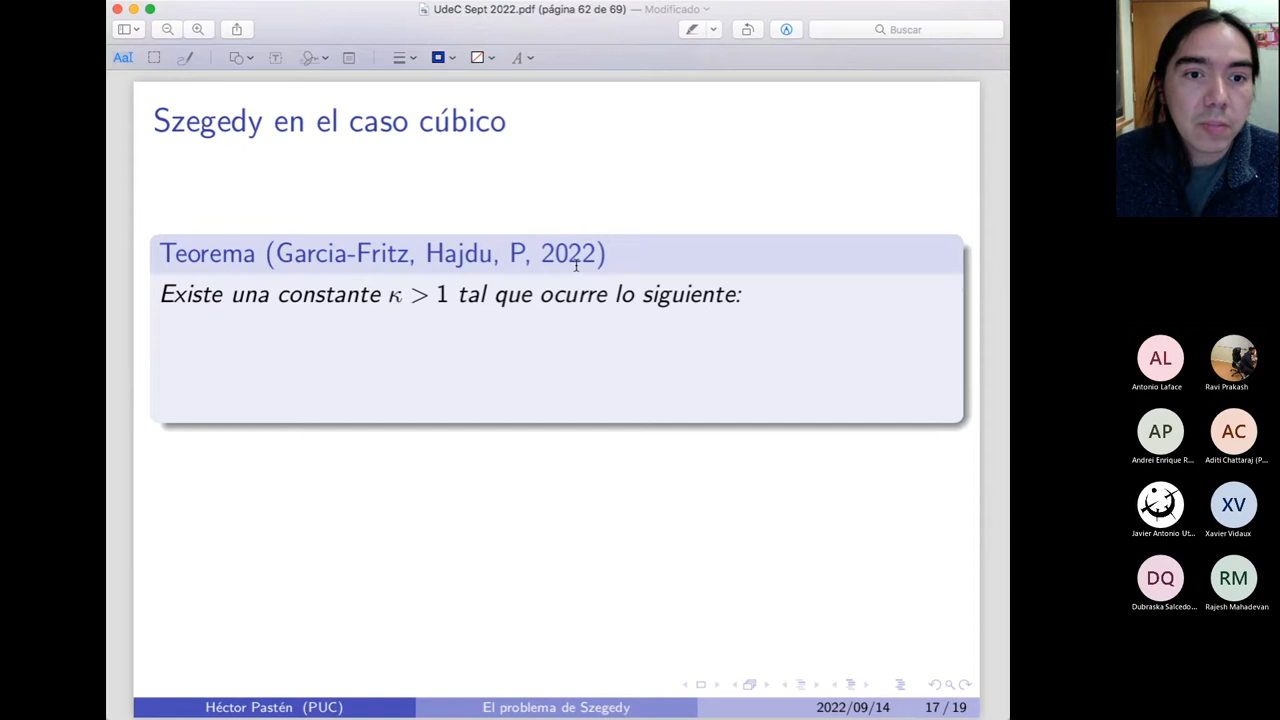 UdeC Sept 2022.pdf (página 62 de 69) — Modificado
Buscar
AaI
A
Szegedy en el caso cúbico
Teorema (Garcia-Fritz, Hajdu, P, 2022)
Existe una constante κ > 1 tal que ocurre lo siguiente:
Héctor Pastén (PUC)
El problema de Szegedy
2022/09/14
17 / 19
AL
Antonio Laface
Ravi Prakash
AP
Andrei Enrique R...
AC
Aditi Chattaraj (P...
Javier Antonio Ut...
XV
Xavier Vidaux
DQ
Dubraska Salcedo...
RM
Rajesh Mahadevan